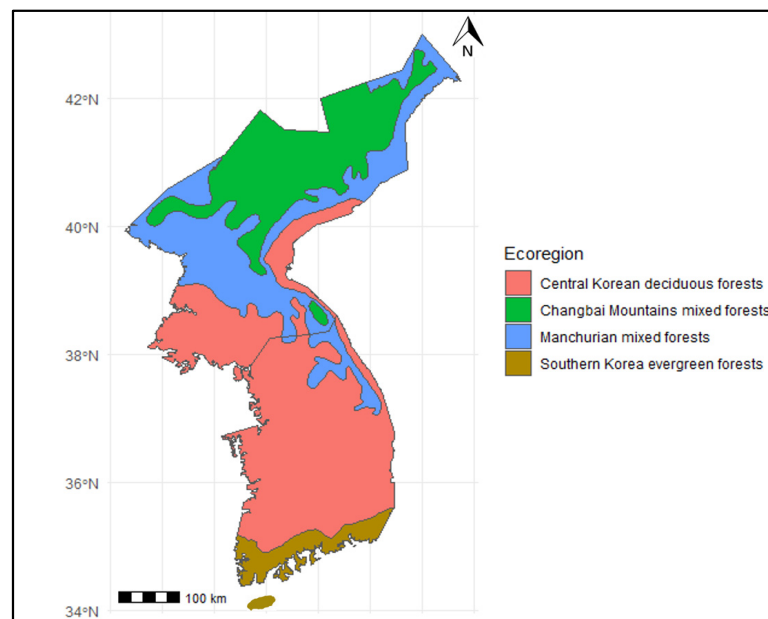 N
42°N
40°N
38°N
36°N
34°N
100 km
Ecoregion
Central Korean deciduous forests
Changbai Mountains mixed forests
Manchurian mixed forests
Southern Korea evergreen forests